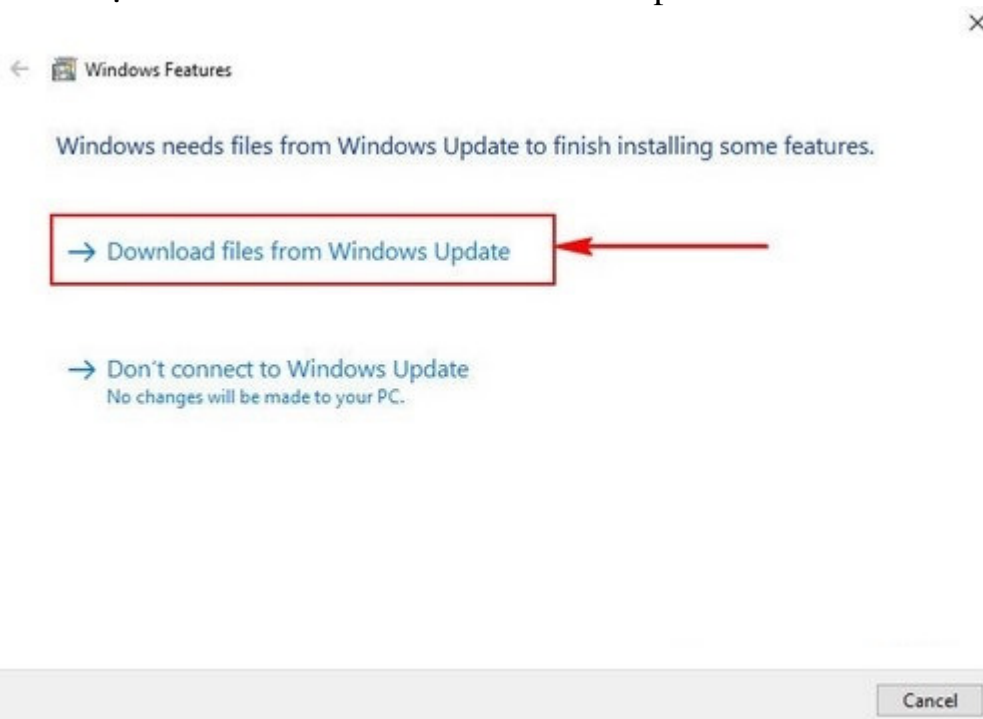 Windows Features
Windows needs files from Windows Update to finish installing some features.
Download files from Windows Update
Don't connect to Windows Update
No changes will be made to your PC.
Cancel